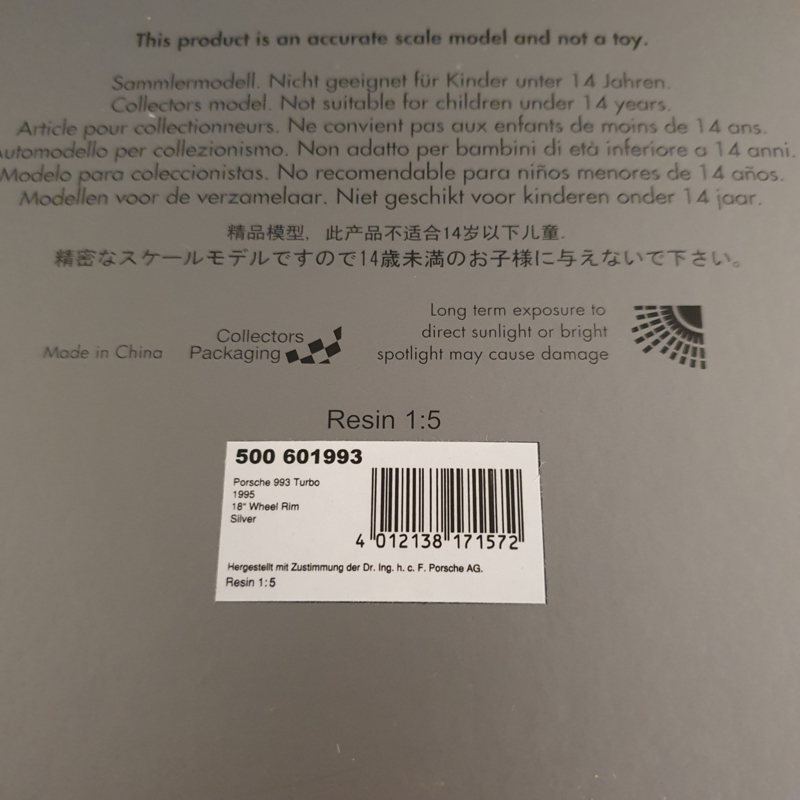 This product is an accurate scale model and not a toy.
Sammlermodell. Nicht geeignet für Kinder unter 14 Jahren.
Collectors model. Not suitable for children under 14 years.
Article pour collectionneurs. Ne convient pas aux enfants de moins de 14 ans.
Automodello per collezionismo. Non adatto per bambini di età inferiore a 14 anni.
Modelo para coleccionistas. No recomendable para niños menores de 14 años.
Modellen voor de verzamelaar. Niet geschikt voor kinderen onder 14 jaar.
精品模型, 此产品不适合14岁以下儿童.
精密なスケールモデルですので14歳未満のお子様に与えないで下さい。
Made in China
Collectors
Packaging
Long term exposure to
direct sunlight or bright
spotlight may cause damage
Resin 1:5
500 601993
Porsche 993 Turbo
1995
18" Wheel Rim
Silver
4 012138 171572
Hergestellt mit Zustimmung der Dr. Ing. h. c. F. Porsche AG.
Resin 1:5